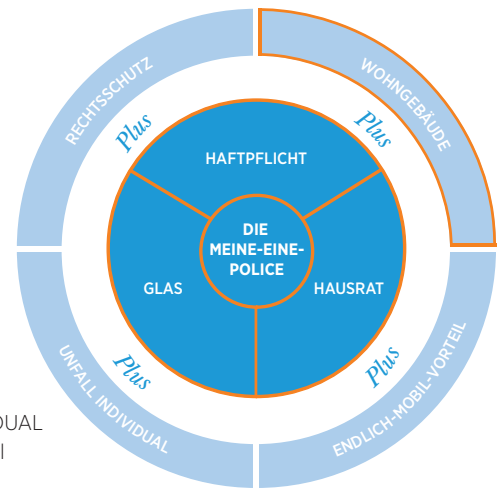 RECHTSSCHUTZ
WOHNGEBÄUDE
Plus
Plus
HAFTPFLICHT
DIE
MEINE-EINE-
POLICE
GLAS
HAUSRAT
Plus
Plus
UNFALL INDIVIDUAL
ENDLICH-MOBIL-VORTEIL